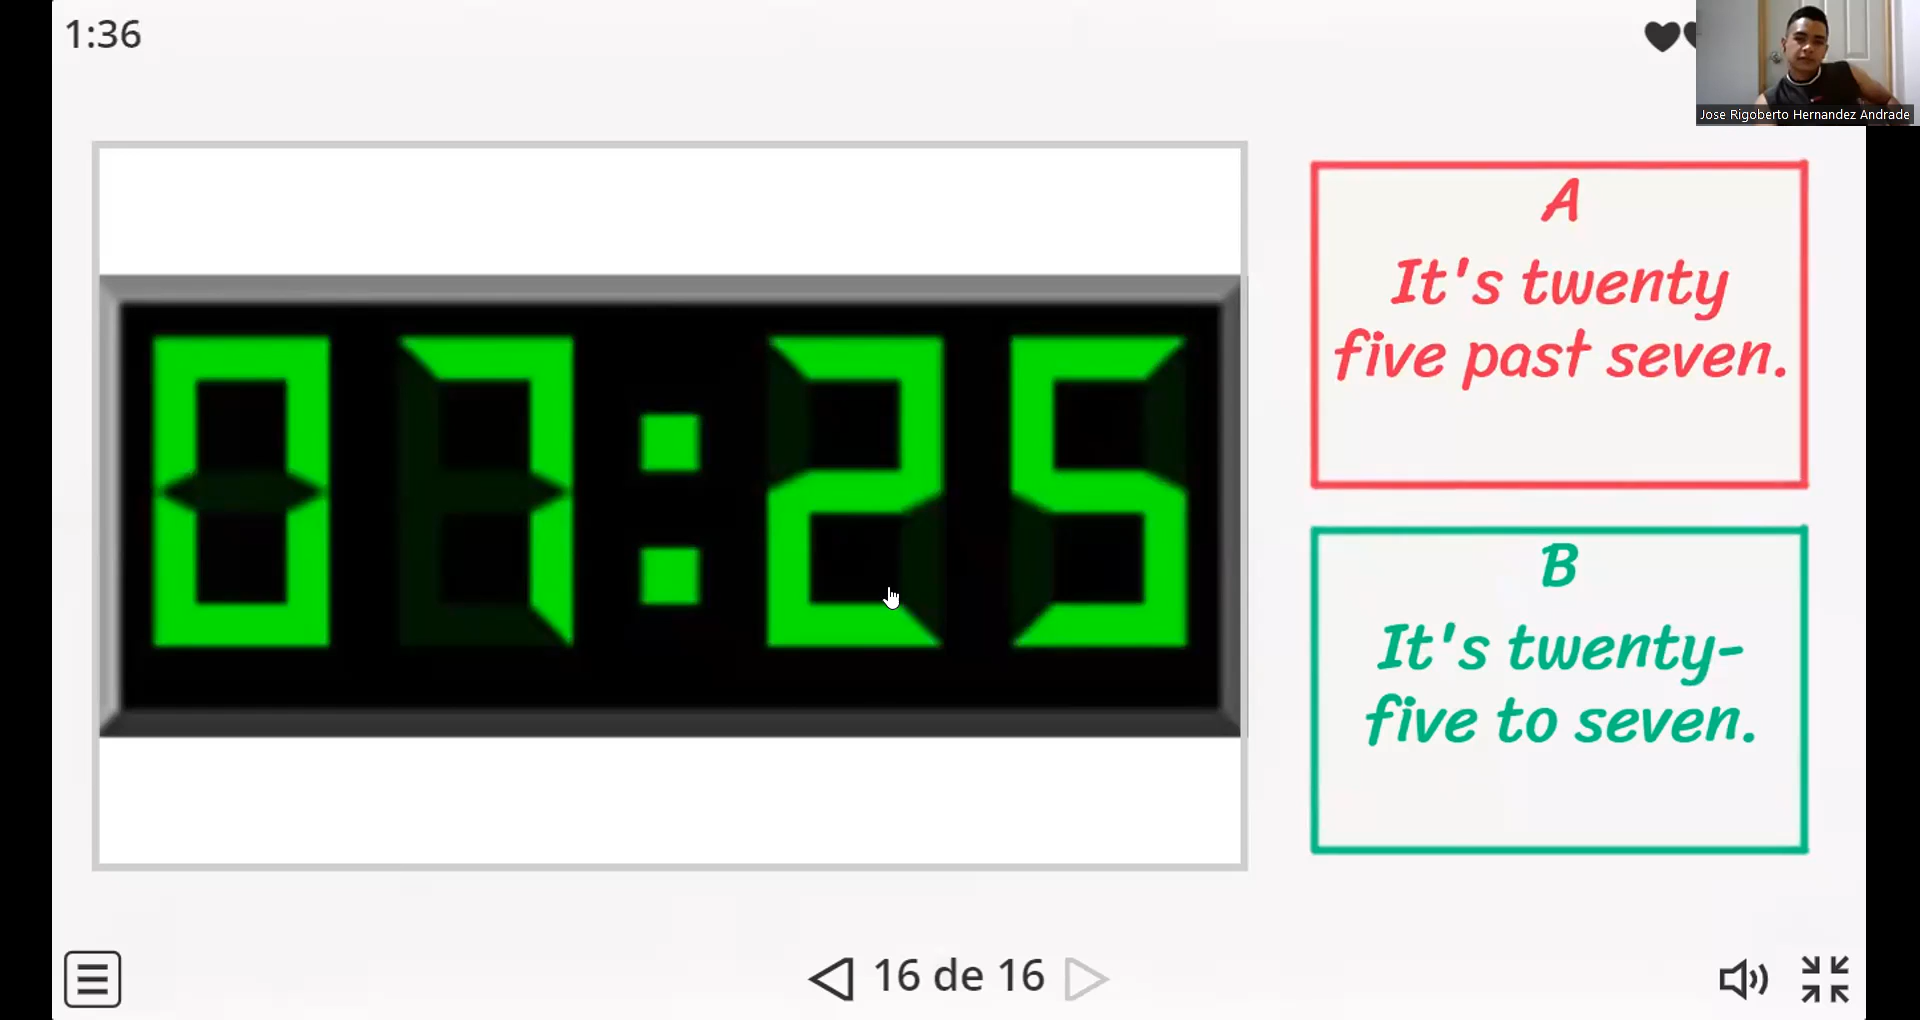 1:36
Jose Rigoberto Hernandez Andrade
07:25
A
It's twenty
five past seven.
B
It's twenty-
five to seven.
16 de 16